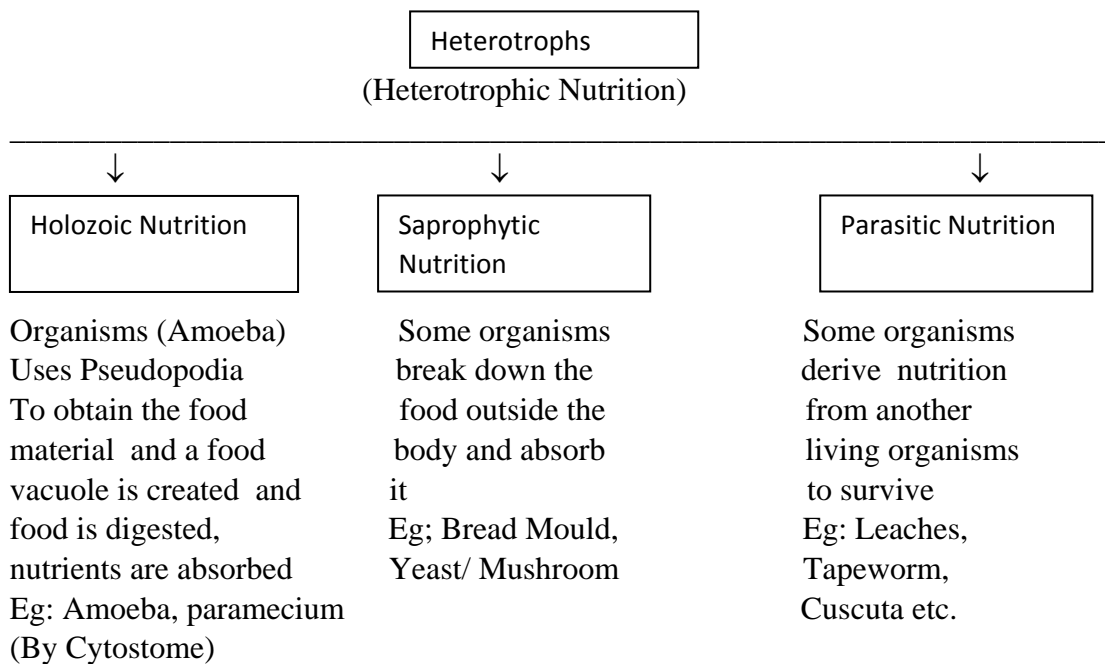 Heterotrophs
(Heterotrophic Nutrition)
Holozoic Nutrition
Saprophytic
Nutrition
Parasitic Nutrition
Organisms (Amoeba)
Uses Pseudopodia
To obtain the food
material and a food
vacuole is created and
food is digested,
nutrients are absorbed
Eg: Amoeba, paramecium
(By Cytostome)
Some organisms
break down the
food outside the
body and absorb
it
Eg; Bread Mould,
Yeast/ Mushroom
Some organisms
derive nutrition
from another
living organisms
to survive
Eg: Leaches,
Tapeworm,
Cuscuta etc.